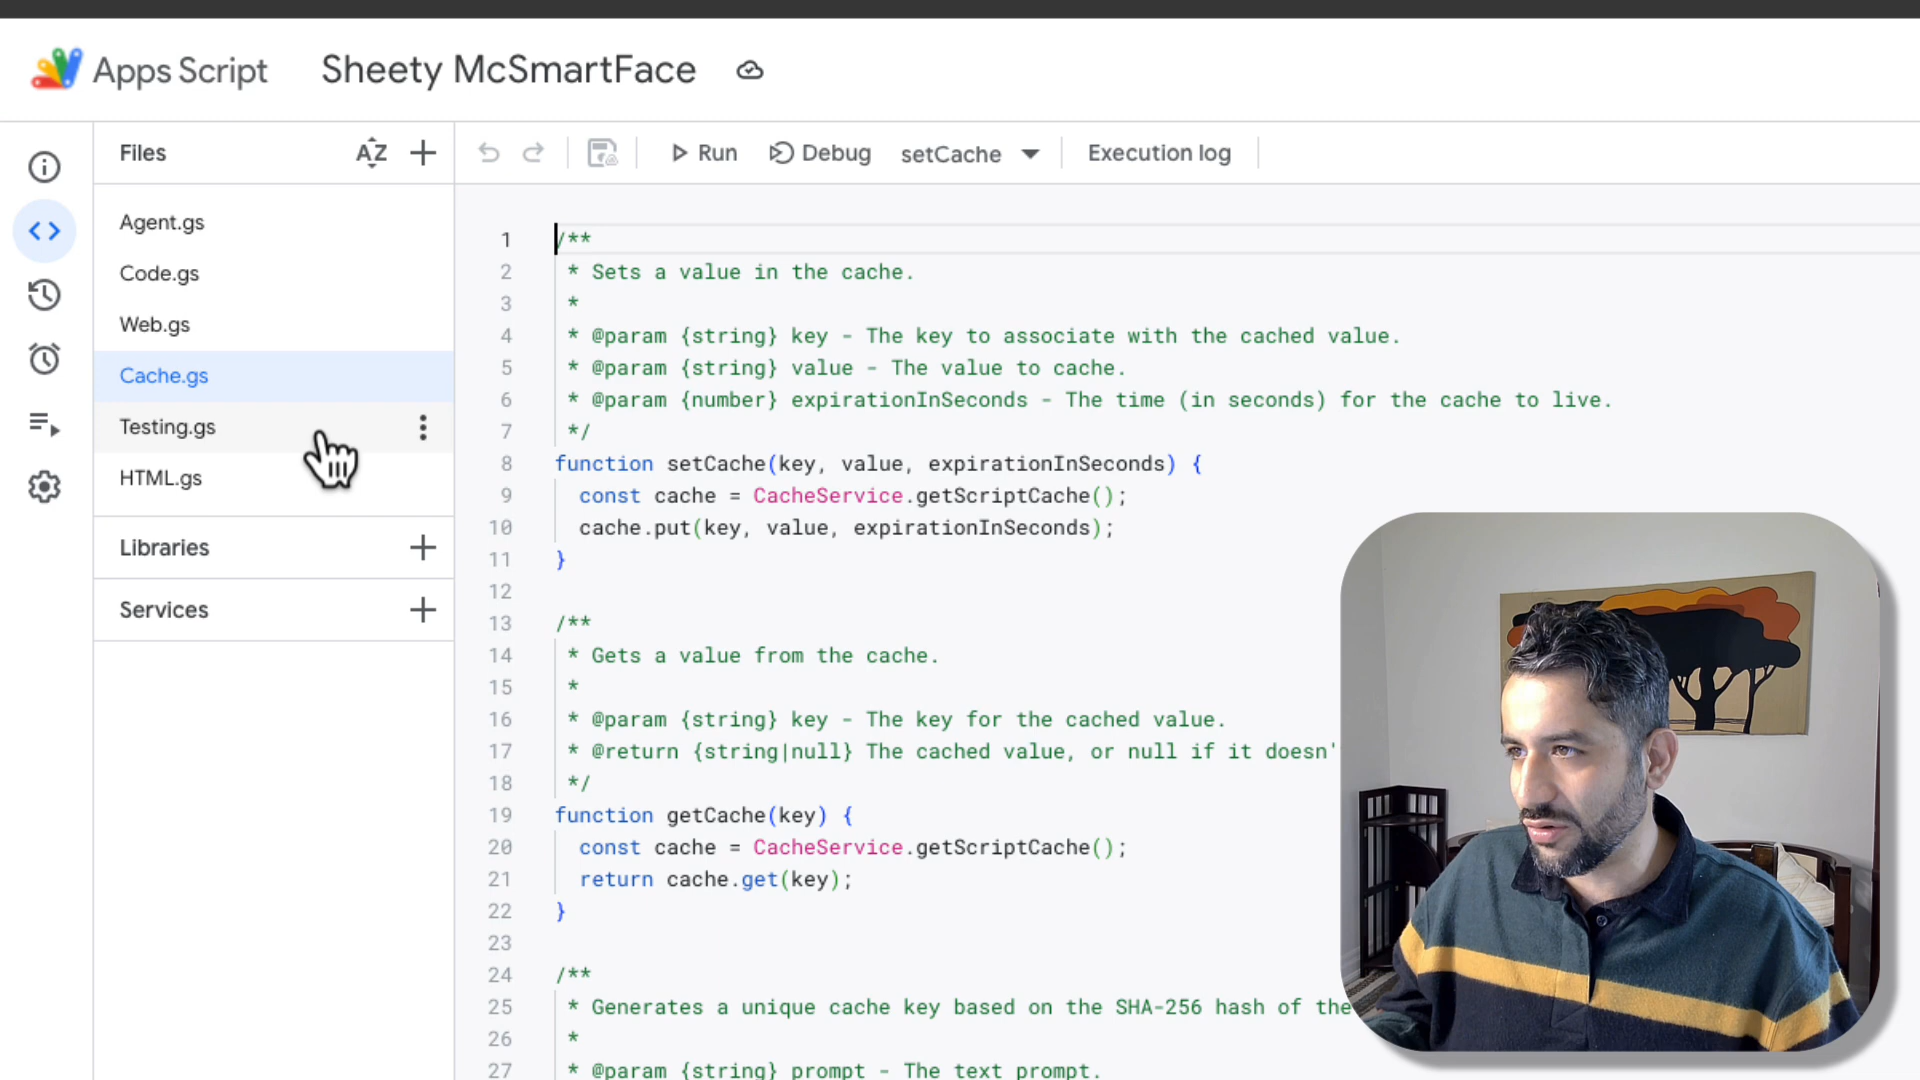 Apps Script
Sheety McSmartFace
Files
AZ
Run
Debug
setCache
Execution log
Agent.gs
Code.gs
Web.gs
Cache.gs
Testing.gs
HTML.gs
Libraries
Services
1 /**
2 * Sets a value in the cache.
3 *
4 * @param {string} key - The key to associate with the cached value.
5 * @param {string} value - The value to cache.
6 * @param {number} expirationInSeconds - The time (in seconds) for the cache to live.
7 */
8 function setCache(key, value, expirationInSeconds) {
9 const cache = CacheService.getScriptCache();
10 cache.put(key, value, expirationInSeconds);
11 }
12
13 /**
14 * Gets a value from the cache.
15 *
16 * @param {string} key - The key for the cached value.
17 * @return {string|null} The cached value, or null if it doesn'
18 */
19 function getCache(key) {
20 const cache = CacheService.getScriptCache();
21 return cache.get(key);
22 }
23
24 /**
25 * Generates a unique cache key based on the SHA-256 hash of the
26 *
27 * @param {string} prompt - The text prompt.